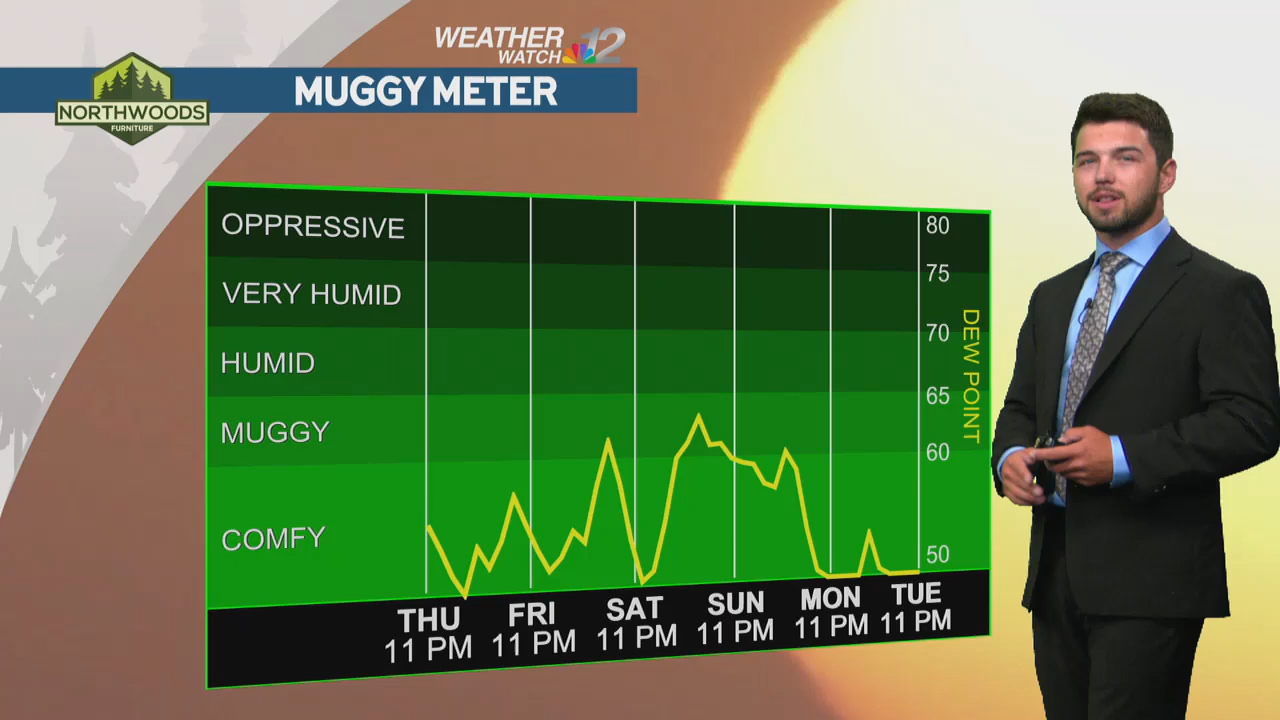 WEATHER
WATCH 12
MUGGY METER
NORTHWOODS
FURNITURE
OPPRESSIVE
VERY HUMID
HUMID
MUGGY
COMFY
80
75
70
65
60
50
DEW POINT
THU FRI SAT SUN MON TUE
11 PM 11 PM 11 PM 11 PM 11 PM 11 PM